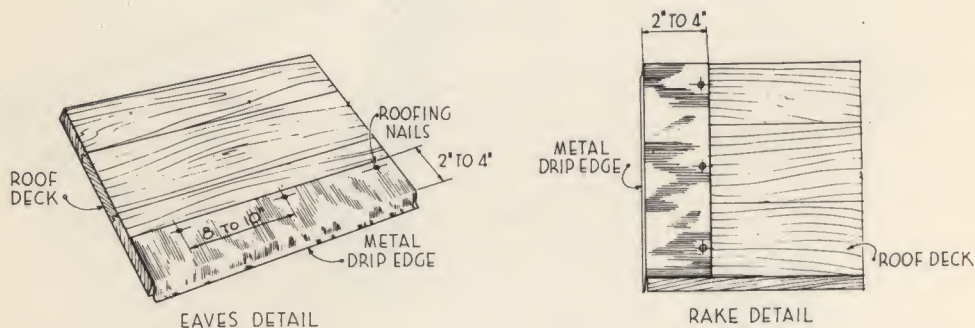 ROOFING
NAILS
2" TO 4"
ROOF
DECK
8 TO 10"
METAL
DRIP EDGE
EAVES DETAIL
2" TO 4"
METAL
DRIP EDGE
ROOF DECK
RAKE DETAIL